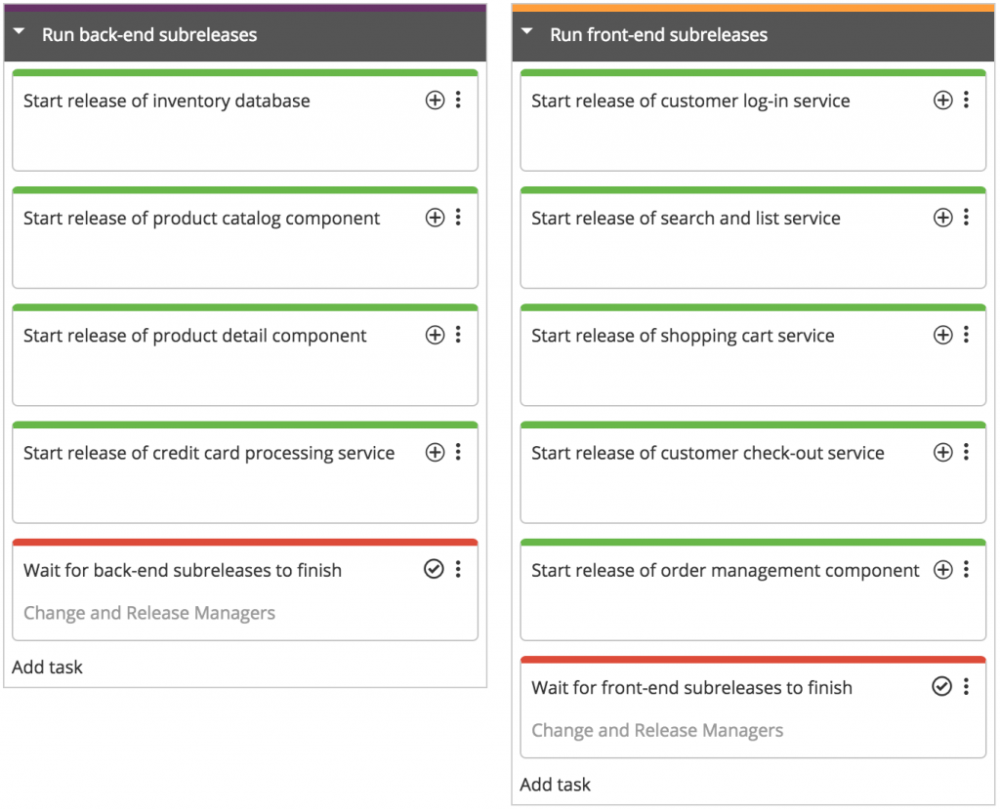 Run back-end subreleases
Start release of inventory database
Start release of product catalog component
Start release of product detail component
Start release of credit card processing service
Wait for back-end subreleases to finish
Change and Release Managers
Add task
Run front-end subreleases
Start release of customer log-in service
Start release of search and list service
Start release of shopping cart service
Start release of customer check-out service
Start release of order management component
Wait for front-end subreleases to finish
Change and Release Managers
Add task